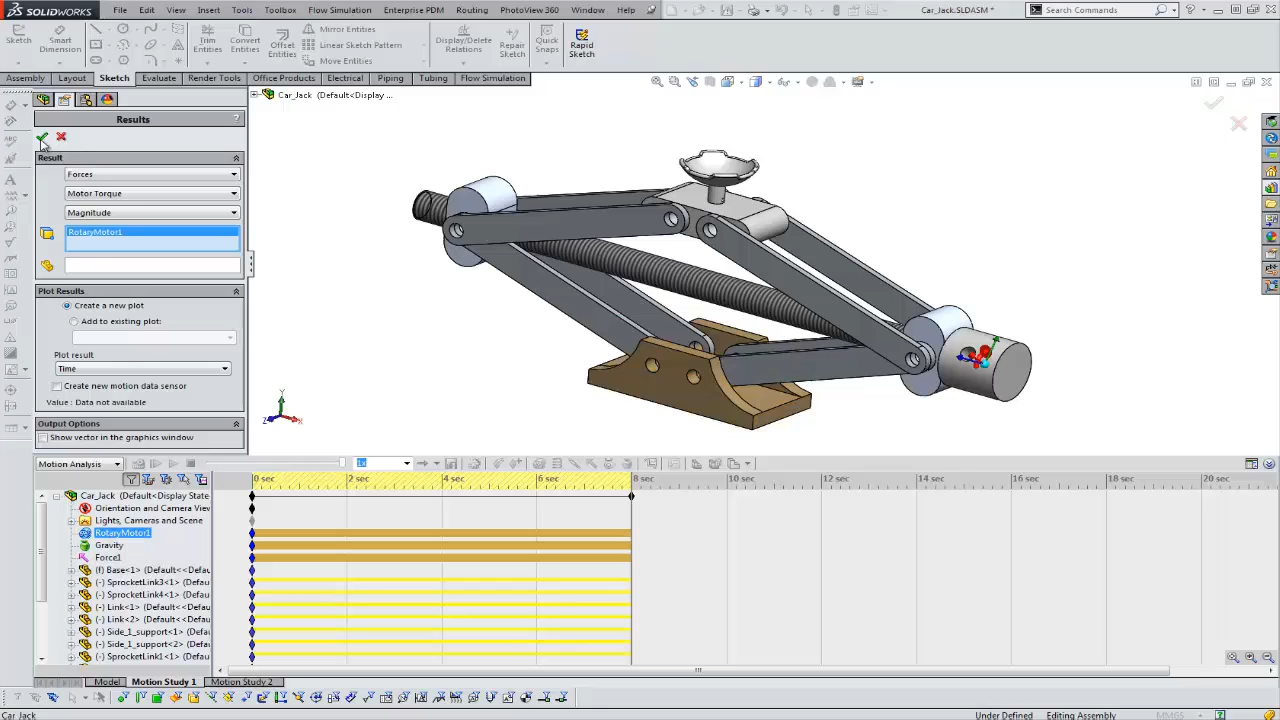 SOLIDWORKS
File Edit View Insert Tools Toolbox Flow Simulation Enterprise PDM Routing PhotoView 360 Window Help
Car_Jack.SLDASM *
Search Commands
Sketch
Smart Dimension
Trim Entities
Convert Entities
Offset Entities
Mirror Entities
Linear Sketch Pattern
Move Entities
Display/Delete Relations
Repair Sketch
Quick Snaps
Rapid Sketch
Assembly Layout Sketch Evaluate Render Tools Office Products Electrical Piping Tubing Flow Simulation
Car_Jack (Default<Display ...
Results
?
Result
Forces
Motor Torque
Magnitude
RotaryMotor1
Plot Results
Create a new plot
Add to existing plot:
Plot result
Time
Create new motion data sensor
Value : Data not available
Output Options
Show vector in the graphics window
Y
Z
X
Motion Analysis
0 sec 2 sec 4 sec 6 sec 8 sec 10 sec 12 sec 14 sec 16 sec 18 sec 20 sec
Car_Jack (Default<Display State
Orientation and Camera View
Lights, Cameras and Scene
RotaryMotor1
Gravity
Force1
(f) Base<1> (Default<<Defau
(-) SprocketLink3<1> (Defau
(-) SprocketLink4<1> (Defau
(-) Link<1> (Default<<Defau
(-) Link<2> (Default<<Defau
(-) Side_1_support<1> (Defau
(-) Side_1_support<2> (Defau
(-) SprocketLink1<1> (Defau
Model Motion Study 1 Motion Study 2
Car Jack
Under Defined Editing Assembly MMGS